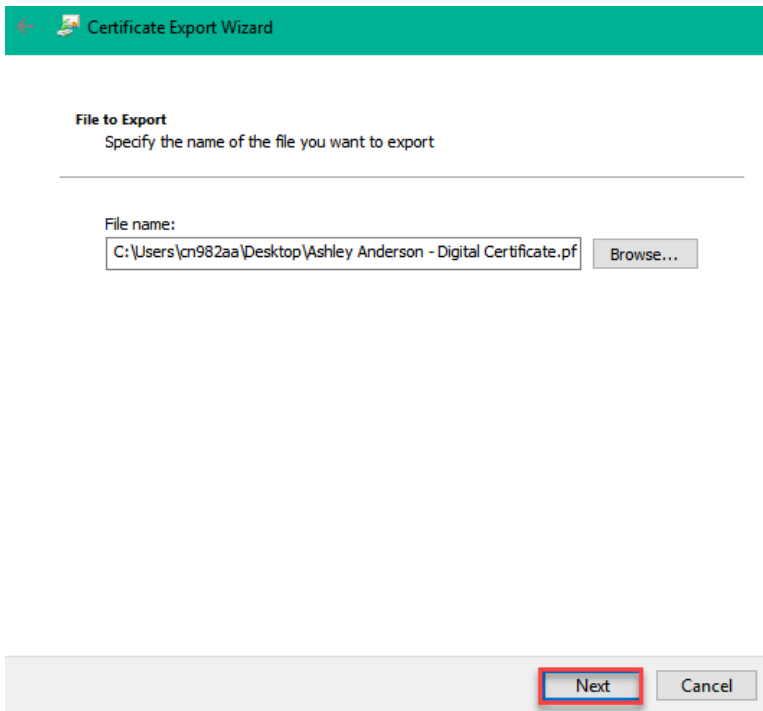 Certificate Export Wizard
File to Export
Specify the name of the file you want to export
File name:
C:\Users\cn982aa\Desktop\Ashley Anderson - Digital Certificate.pf
Browse...
Next
Cancel